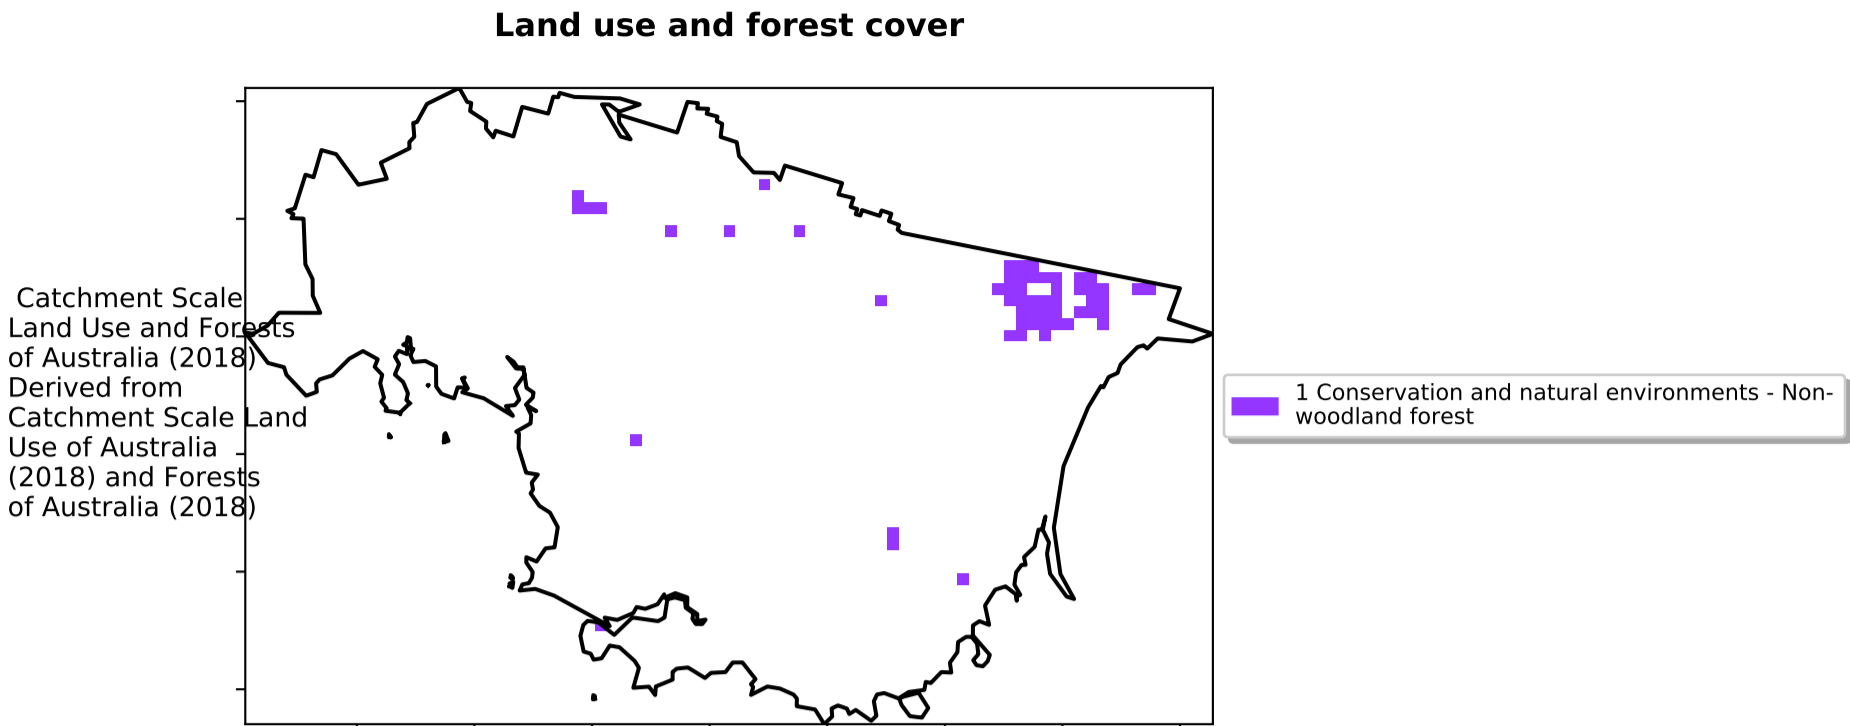 Land use and forest cover
Catchment Scale
Land Use and Forests
of Australia (2018)
Derived from
Catchment Scale Land
Use of Australia
(2018) and Forests
of Australia (2018)
1 Conservation and natural environments - Non-
woodland forest